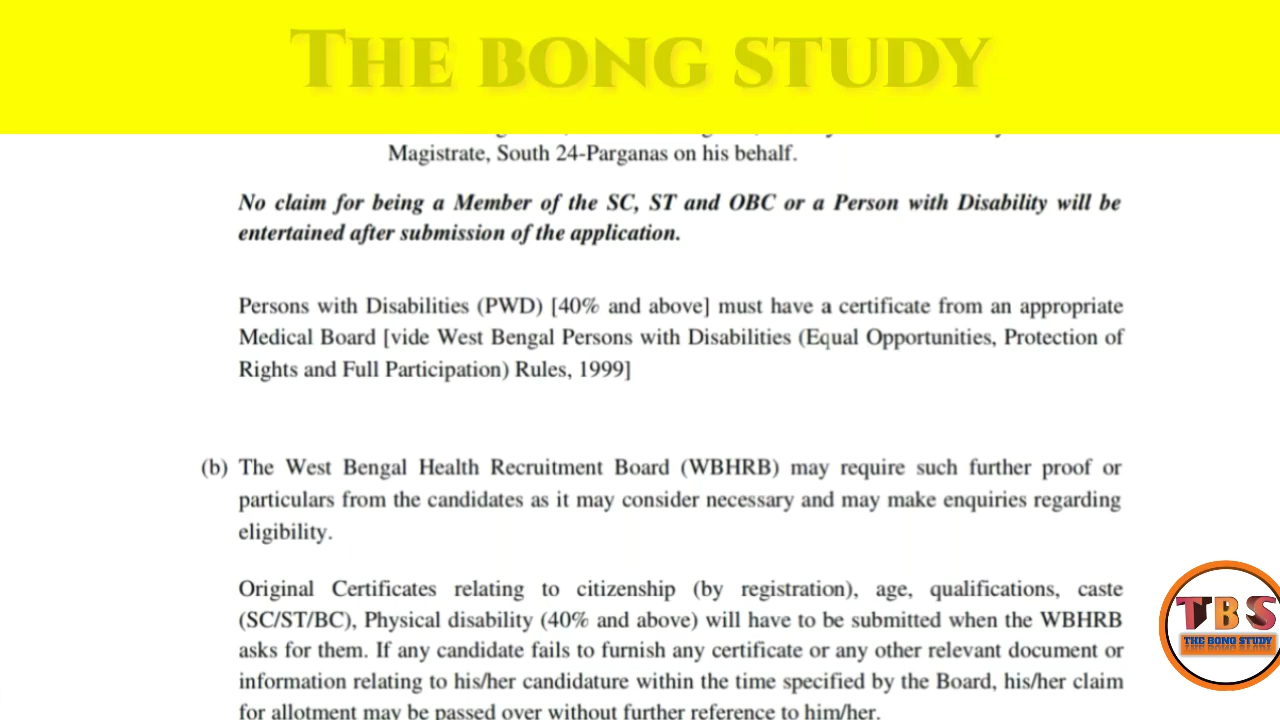 THE BONG STUDY
Magistrate, South 24-Parganas on his behalf.
No claim for being a Member of the SC, ST and OBC or a Person with Disability will be
entertained after submission of the application.
Persons with Disabilities (PWD) [40% and above] must have a certificate from an appropriate
Medical Board [vide West Bengal Persons with Disabilities (Equal Opportunities, Protection of
Rights and Full Participation) Rules, 1999]
(b) The West Bengal Health Recruitment Board (WBHRB) may require such further proof or
particulars from the candidates as it may consider necessary and may make enquiries regarding
eligibility.
Original Certificates relating to citizenship (by registration), age, qualifications, caste
(SC/ST/BC), Physical disability (40% and above) will have to be submitted when the WBHRB
asks for them. If any candidate fails to furnish any certificate or any other relevant document or
information relating to his/her candidature within the time specified by the Board, his/her claim
for allotment may be passed over without further reference to him/her.
TBS
THE BONG STUDY